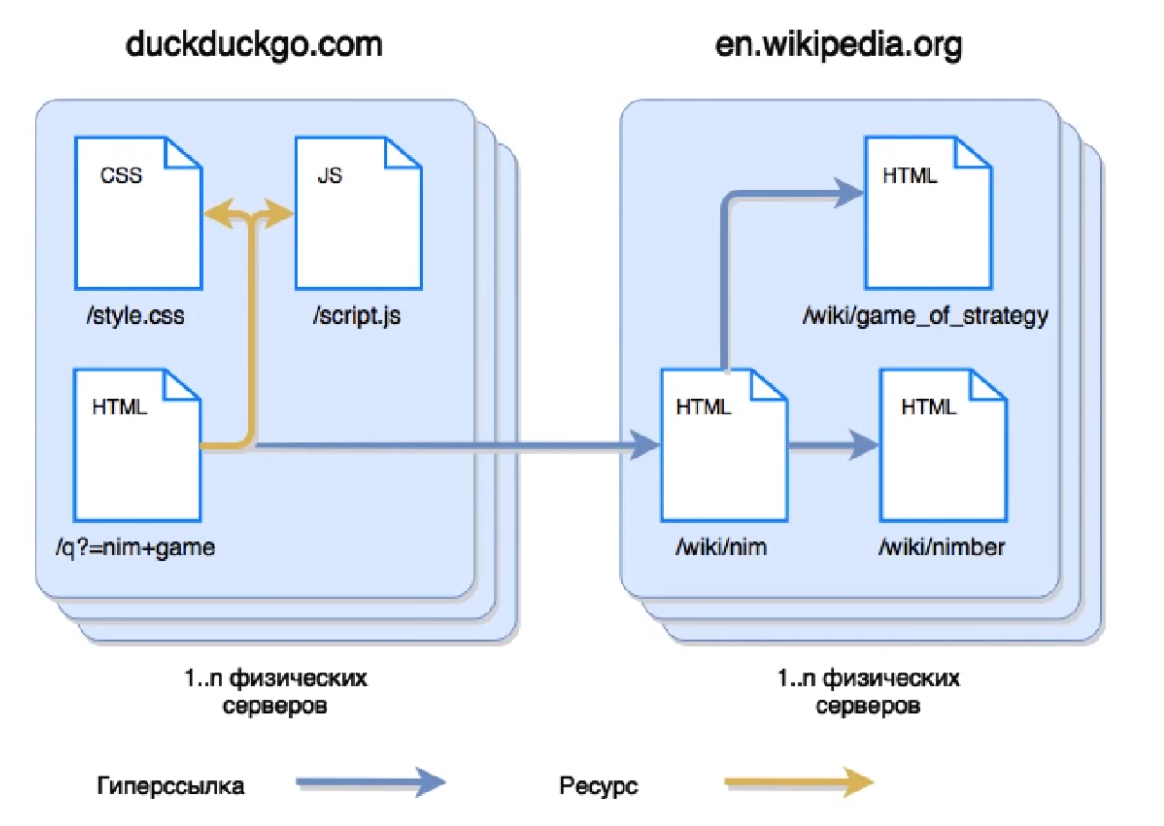 duckduckgo.com
en.wikipedia.org
CSS
JS
/style.css
/script.js
HTML
/q?=nim+game
HTML
/wiki/game_of_strategy
HTML
HTML
/wiki/nim
/wiki/nimber
1..n физических
серверов
1..n физических
серверов
Гиперссылка
Ресурс